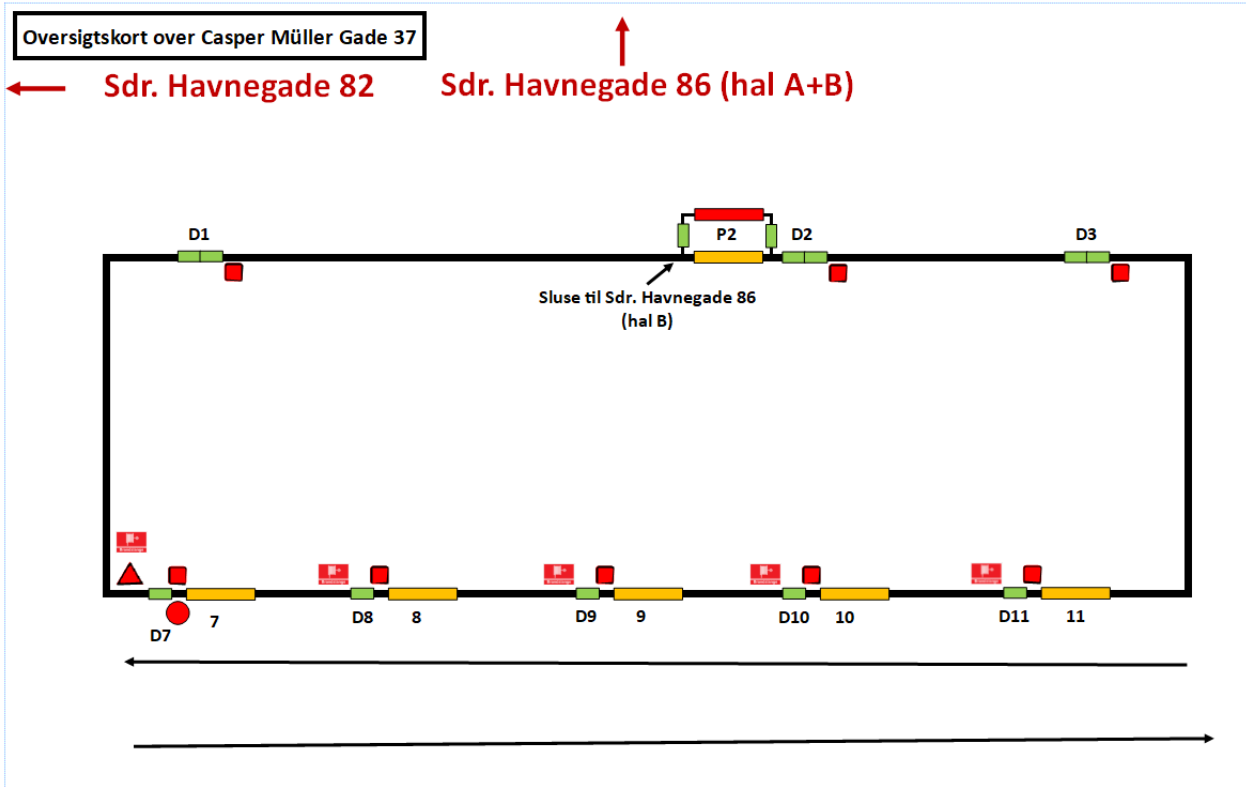 Oversigtskort over Casper Müller Gade 37
Sdr. Havnegade 82
Sdr. Havnegade 86 (hal A+B)
D1
P2
D2
D3
Sluse til Sdr. Havnegade 86
(hal B)
D7
7
D8
8
D9
9
D10
10
D11
11